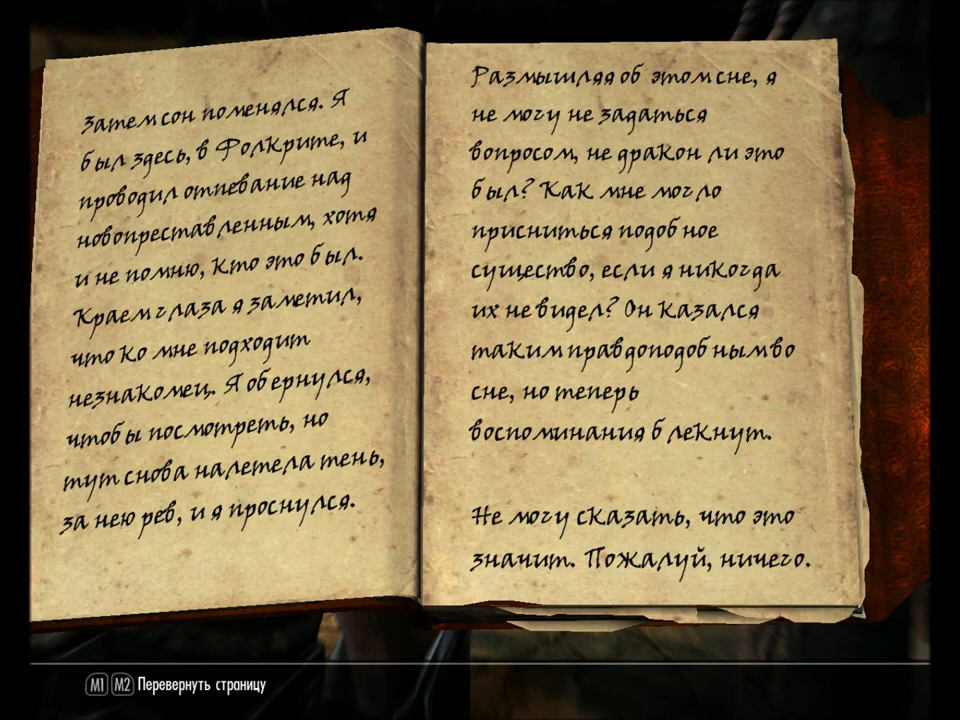 Затем сон поменялся. Я
был здесь, в Фолкрите, и
проводил отпевание над
новопреставленным, хотя
и не помню, кто это был.
Краем глаза я заметил,
что ко мне подходит
незнакомец. Я обернулся,
чтобы посмотреть, но
тут снова налетела тень,
за нею рев, и я проснулся.
Размышляя об этом сне, я
не могу не задаться
вопросом, не дракон ли это
был? Как мне могло
присниться подобное
существо, если я никогда
их не видел? Он казался
таким правдоподобным во
сне, но теперь
воспоминания блекнут.
Не могу сказать, что это
значит. Пожалуй, ничего.
M1 M2 Перевернуть страницу